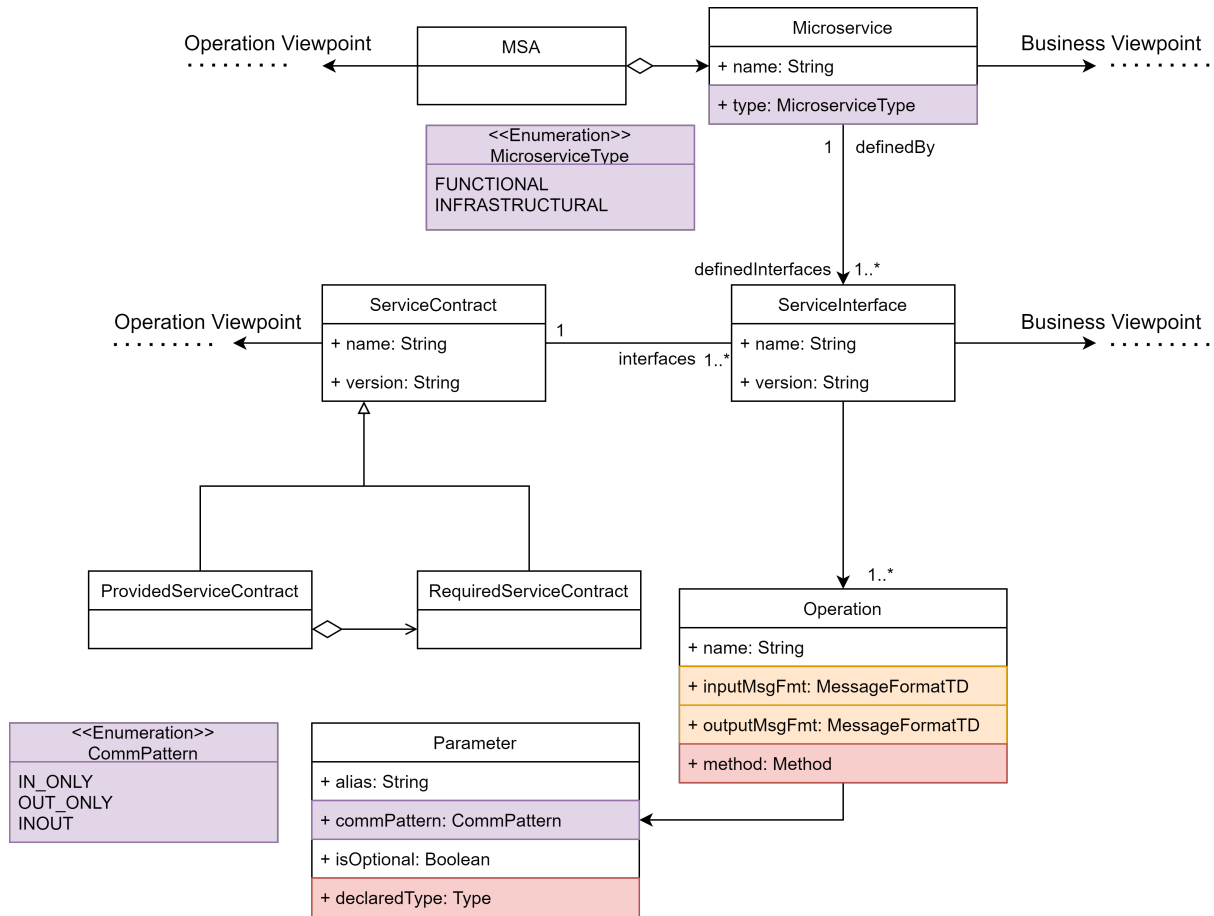 Operation Viewpoint
MSA
Microservice
+ name: String
+ type: MicroserviceType
Business Viewpoint
<<Enumeration>>
MicroserviceType
FUNCTIONAL
INFRASTRUCTURAL
1
definedBy
definedInterfaces
1..*
Operation Viewpoint
ServiceContract
+ name: String
+ version: String
1
interfaces
1..*
ServiceInterface
+ name: String
+ version: String
Business Viewpoint
ProvidedServiceContract
RequiredServiceContract
1..*
Operation
+ name: String
+ inputMsgFmt: MessageFormatTD
+ outputMsgFmt: MessageFormatTD
+ method: Method
<<Enumeration>>
CommPattern
IN_ONLY
OUT_ONLY
INOUT
Parameter
+ alias: String
+ commPattern: CommPattern
+ isOptional: Boolean
+ declaredType: Type